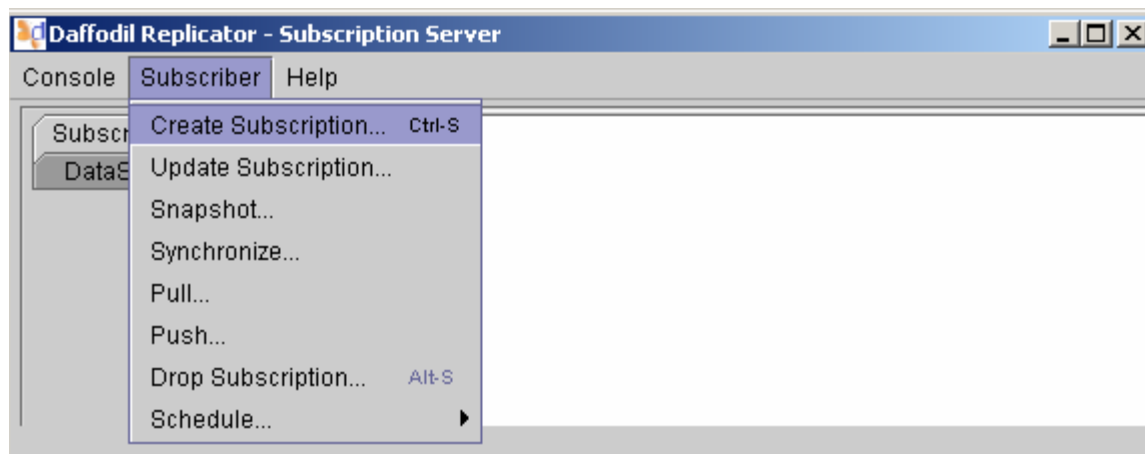 Daffodil Replicator - Subscription Server
Console Subscriber Help
Create Subscription... Ctrl-S
Update Subscription...
Snapshot...
Synchronize...
Pull...
Push...
Drop Subscription... Alt-S
Schedule...